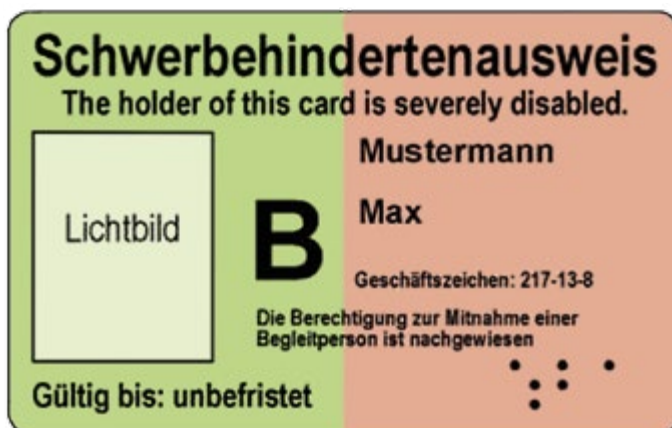 Schwerbehindertenausweis
The holder of this card is severely disabled.
Mustermann
Lichtbild
B
Max
Geschäftszeichen: 217-13-8
Die Berechtigung zur Mitnahme einer
Begleitperson ist nachgewiesen
Gültig bis: unbefristet